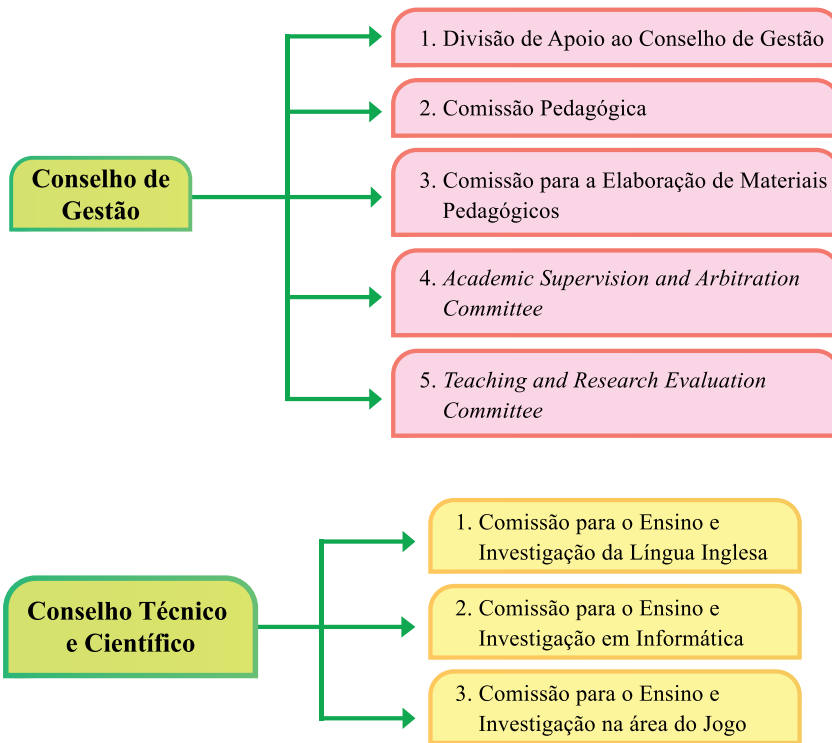 Conselho de
Gestão
1. Divisão de Apoio ao Conselho de Gestão
2. Comissão Pedagógica
3. Comissão para a Elaboração de Materiais
Pedagógicos
4. Academic Supervision and Arbitration
Committee
5. Teaching and Research Evaluation
Committee
Conselho Técnico
e Científico
1. Comissão para o Ensino e
Investigação da Língua Inglesa
2. Comissão para o Ensino e
Investigação em Informática
3. Comissão para o Ensino e
Investigação na área do Jogo